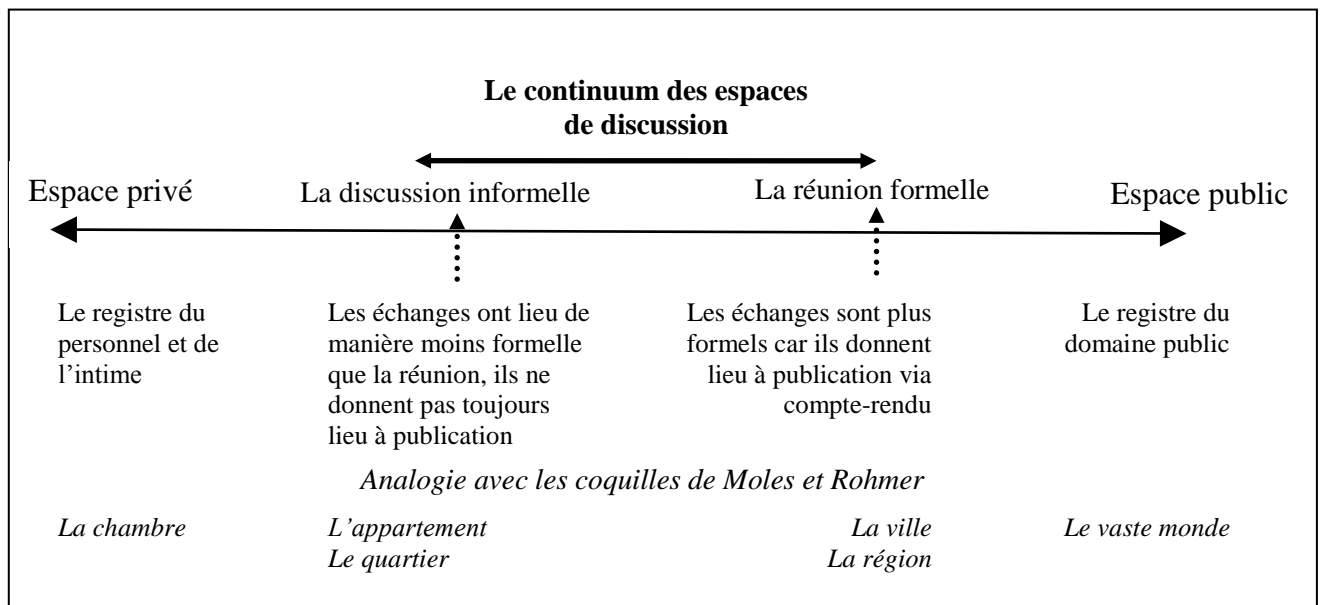 Le continuum des espaces
de discussion
Espace privé
La discussion informelle
La réunion formelle
Espace public
Le registre du
personnel et de
l’intime
Les échanges ont lieu de
manière moins formelle
que la réunion, ils ne
donnent pas toujours
lieu à publication
Les échanges sont plus
formels car ils donnent
lieu à publication via
compte-rendu
Le registre du
domaine public
Analogie avec les coquilles de Moles et Rohmer
La chambre
L’appartement
Le quartier
La ville
La région
Le vaste monde